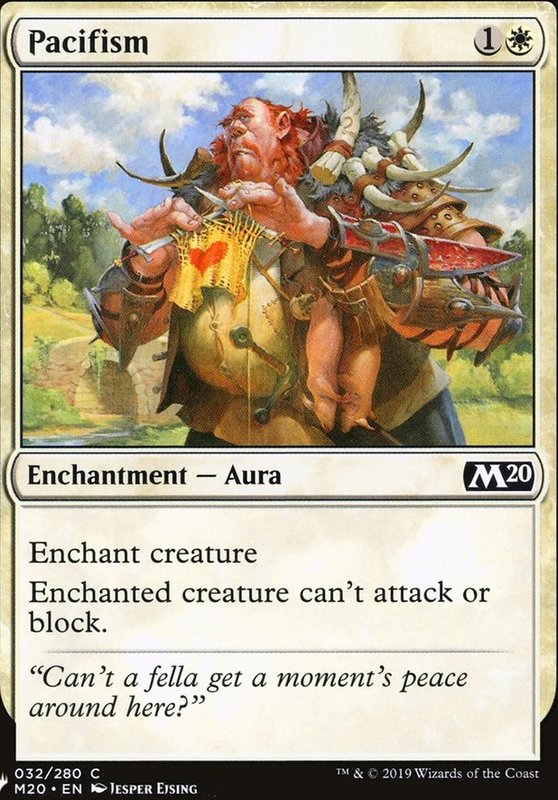 Pacifism 1
Enchantment — Aura M20
Enchant creature
Enchanted creature can't attack or
block.
“Can't a fella get a moment's peace
around here?”
032/280 C
M20 • EN Jesper Ejsing
™ & © 2019 Wizards of the Coast